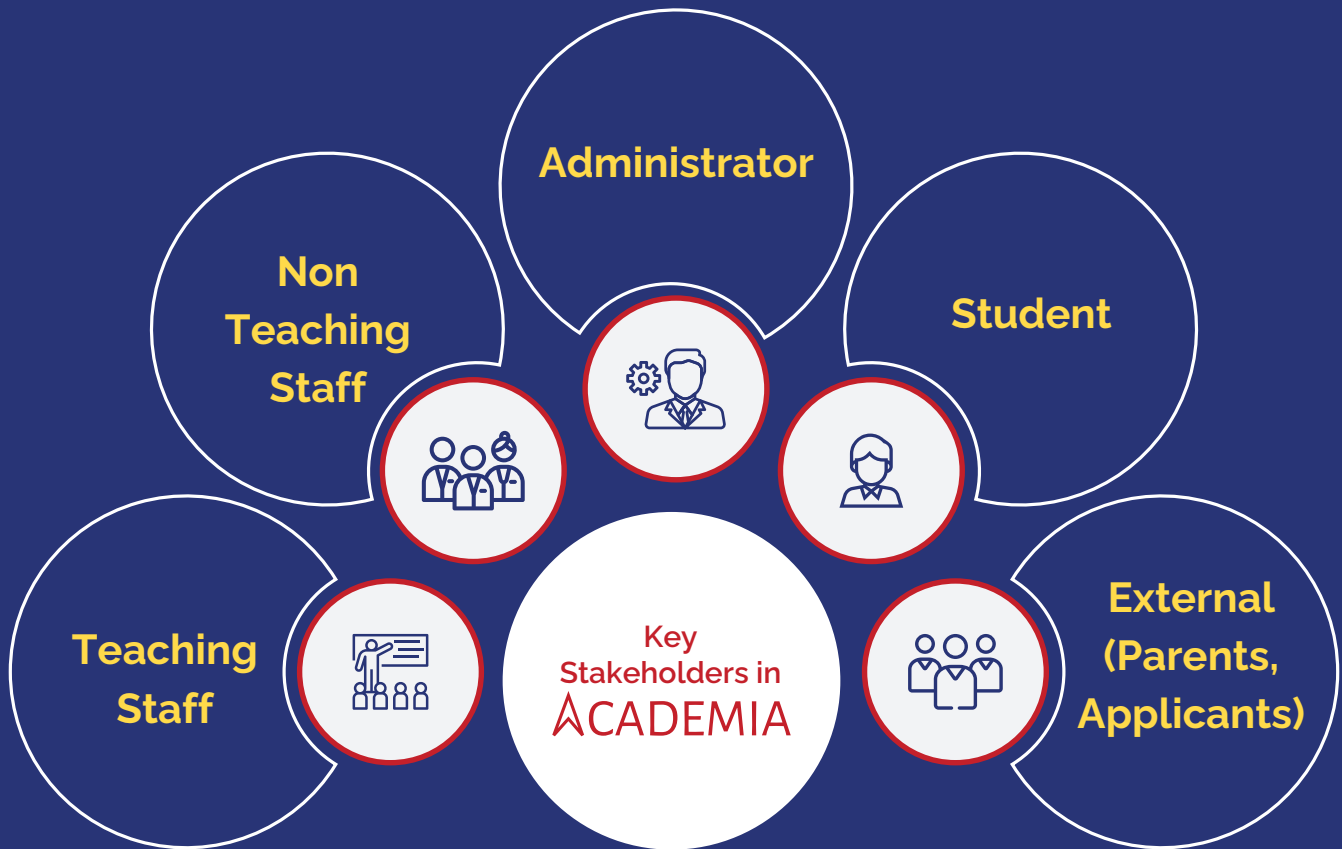 Administrator
Non
Teaching
Staff
Student
Teaching
Staff
Key
Stakeholders in
ACADEMIA
External
(Parents,
Applicants)